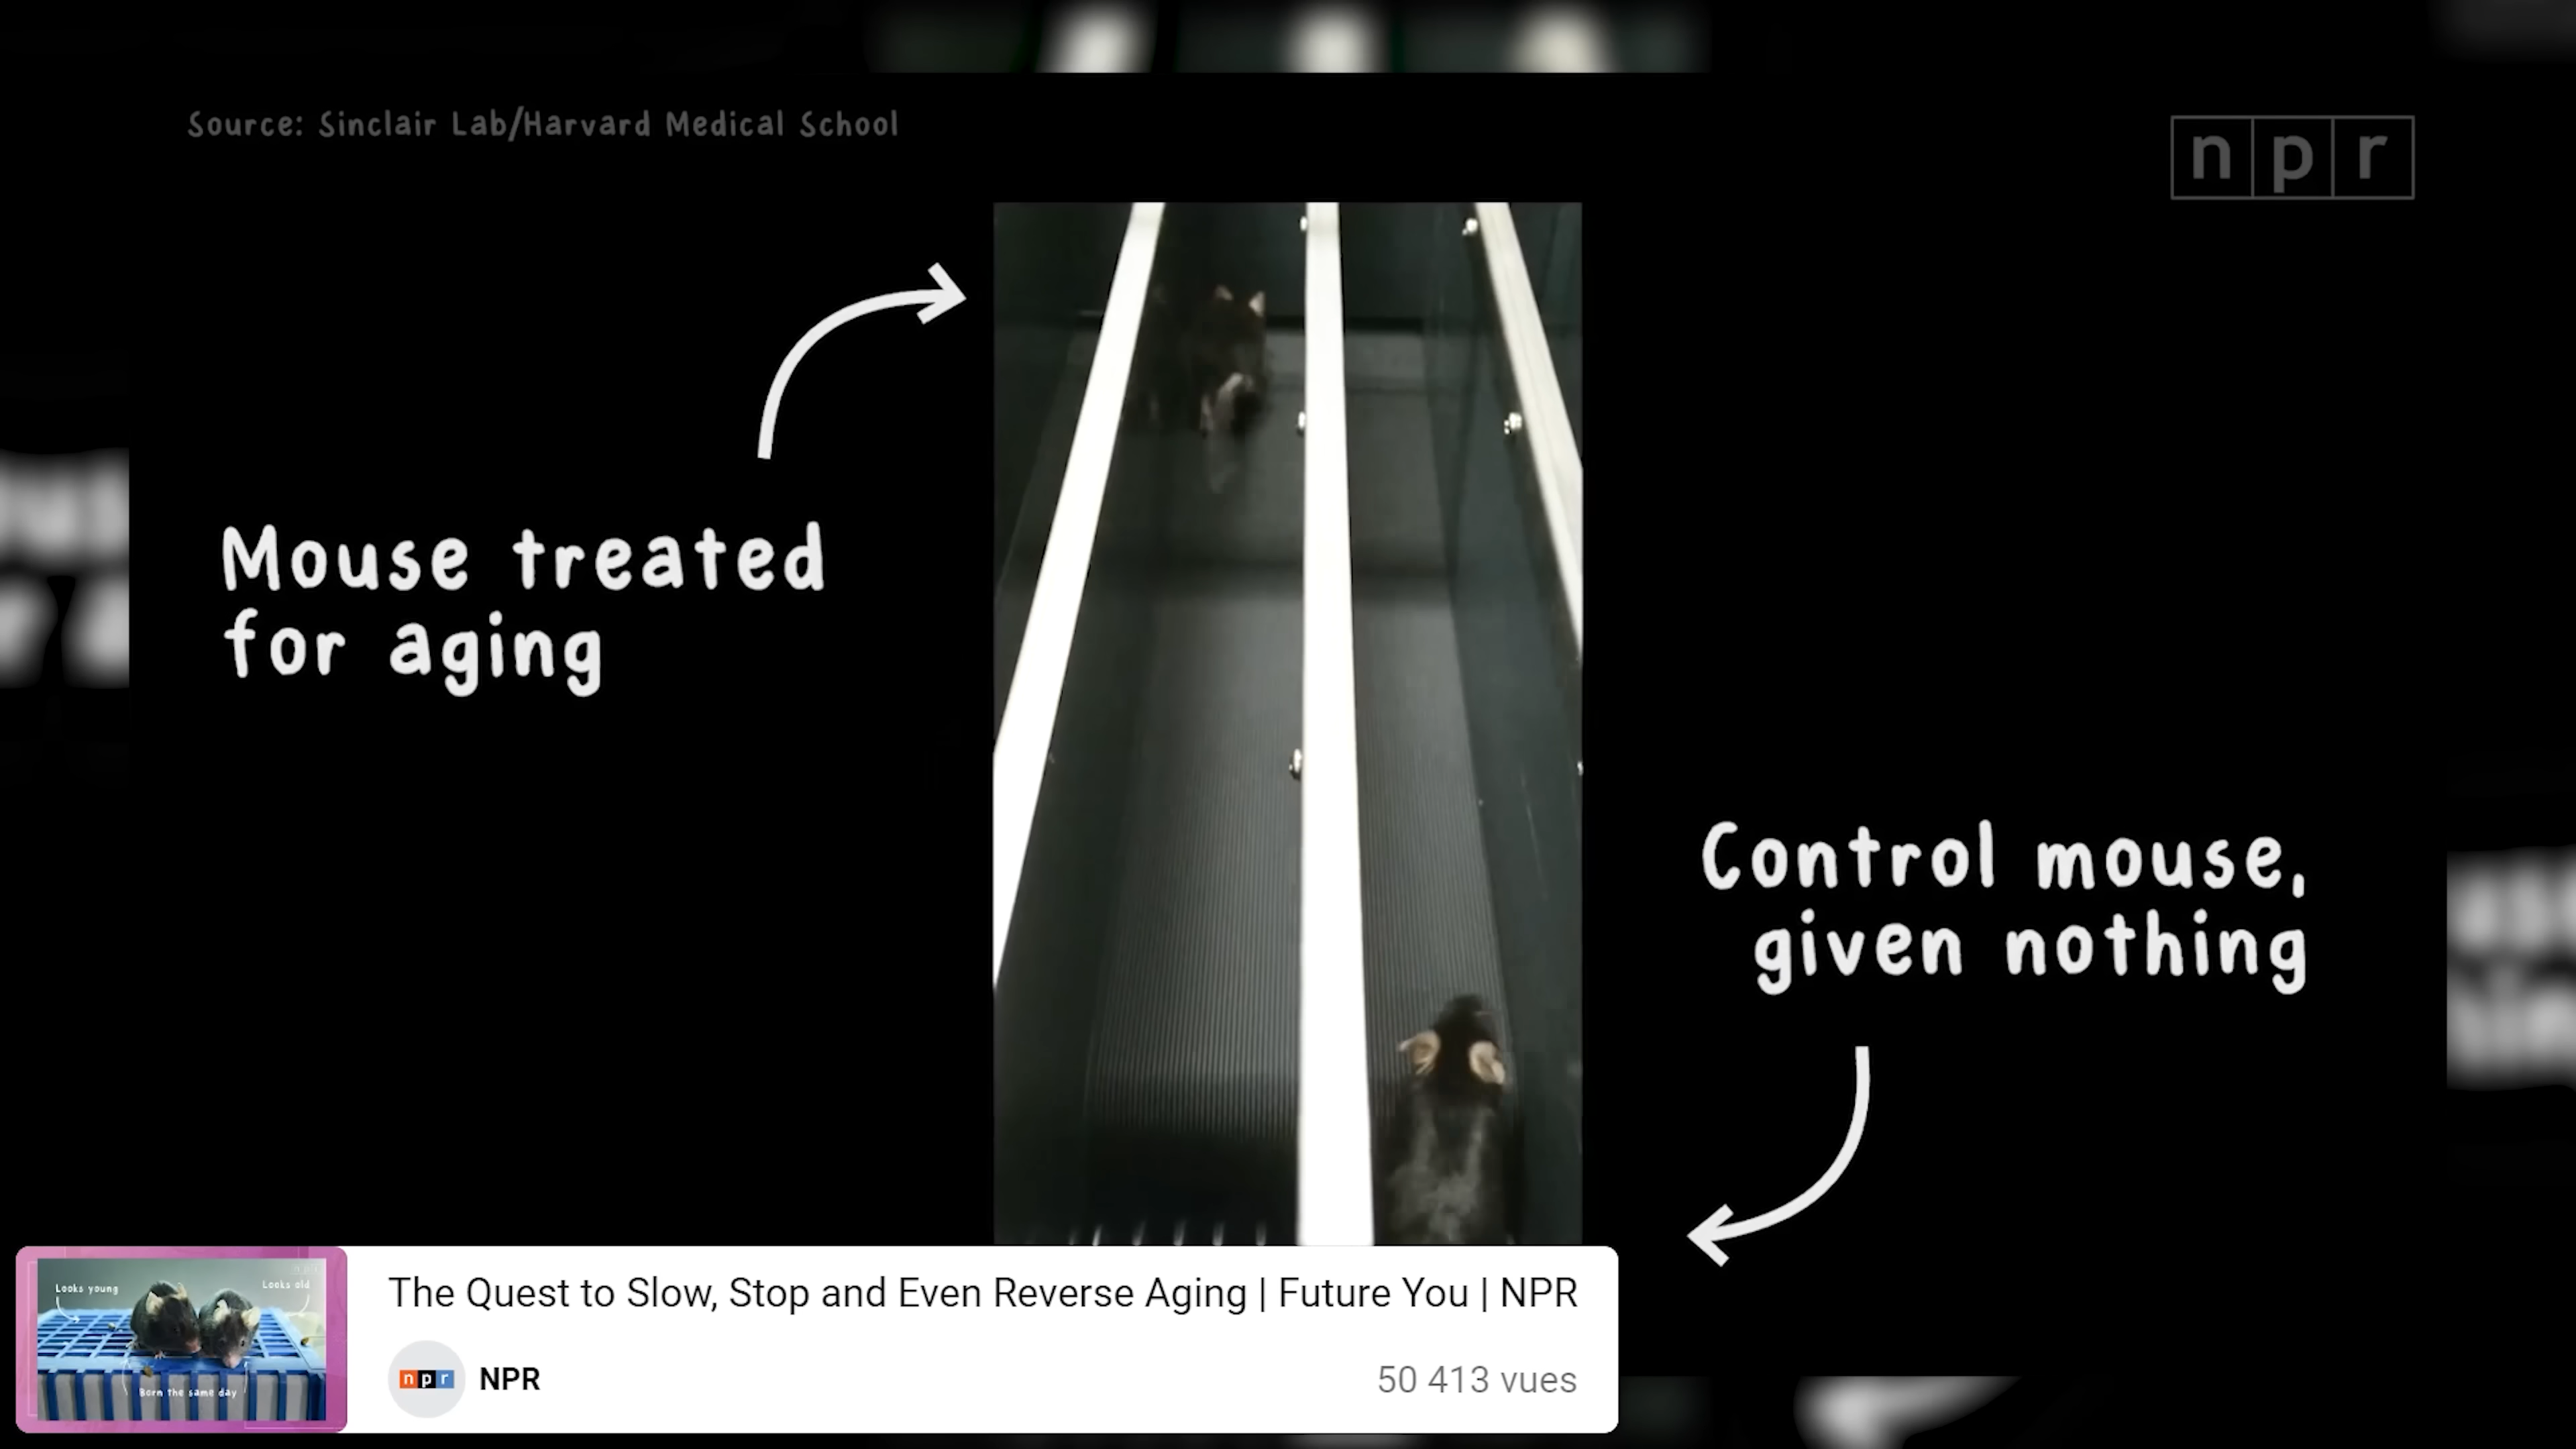 Source: Sinclair Lab/Harvard Medical School
npr
Mouse treated
for aging
Control mouse,
given nothing
Looks young
Looks old
Born the same day
The Quest to Slow, Stop and Even Reverse Aging | Future You | NPR
npr
NPR
50 413 vues